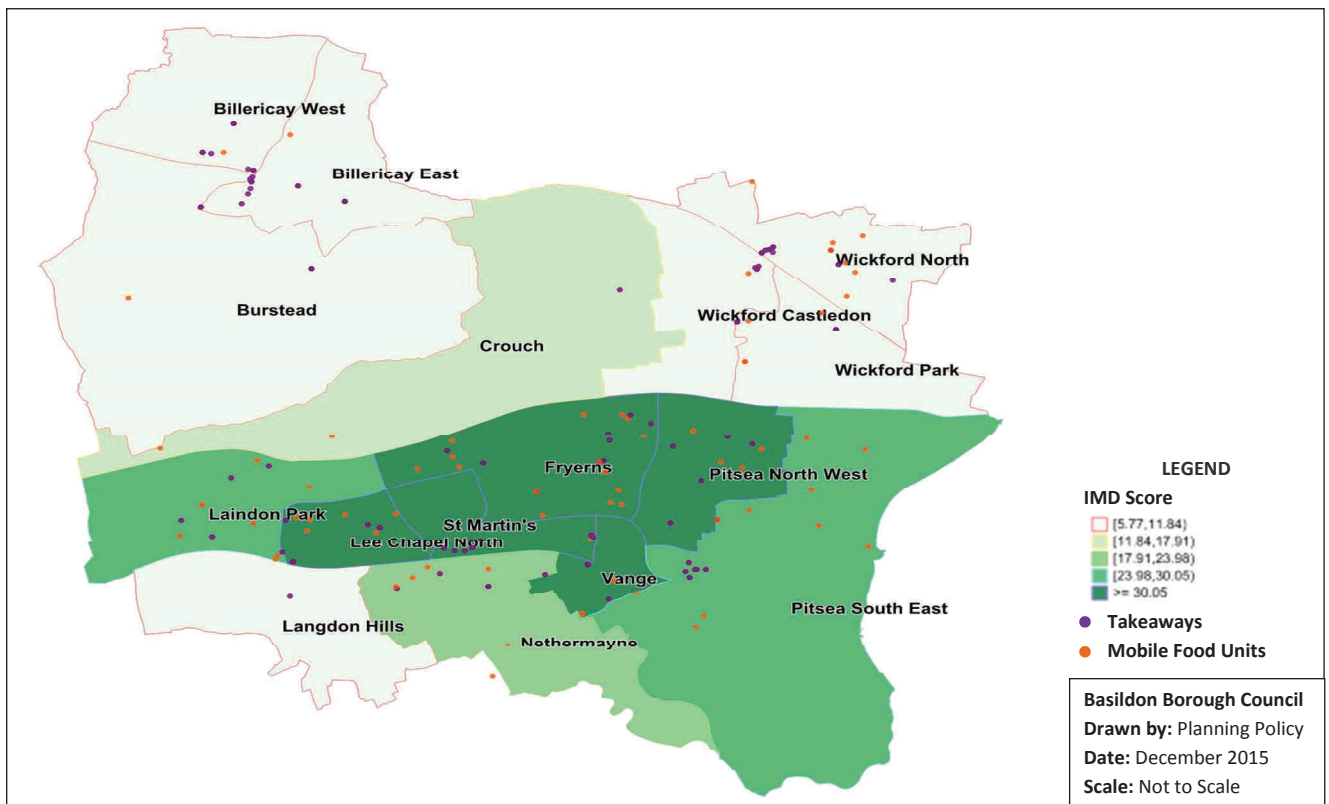 Billericay West
Billericay East
Wickford North
Burstead
Wickford Castledon
Crouch
Wickford Park
Fryerns
Pitsea North West
Laindon Park
St Martin's
Lee Chapel North
Vange
Pitsea South East
Langdon Hills
Nethermayne
LEGEND
IMD Score
[5.77,11.84)
[11.84,17.91)
[17.91,23.98)
[23.98,30.05)
>= 30.05
Takeaways
Mobile Food Units
Basildon Borough Council
Drawn by: Planning Policy
Date: December 2015
Scale: Not to Scale